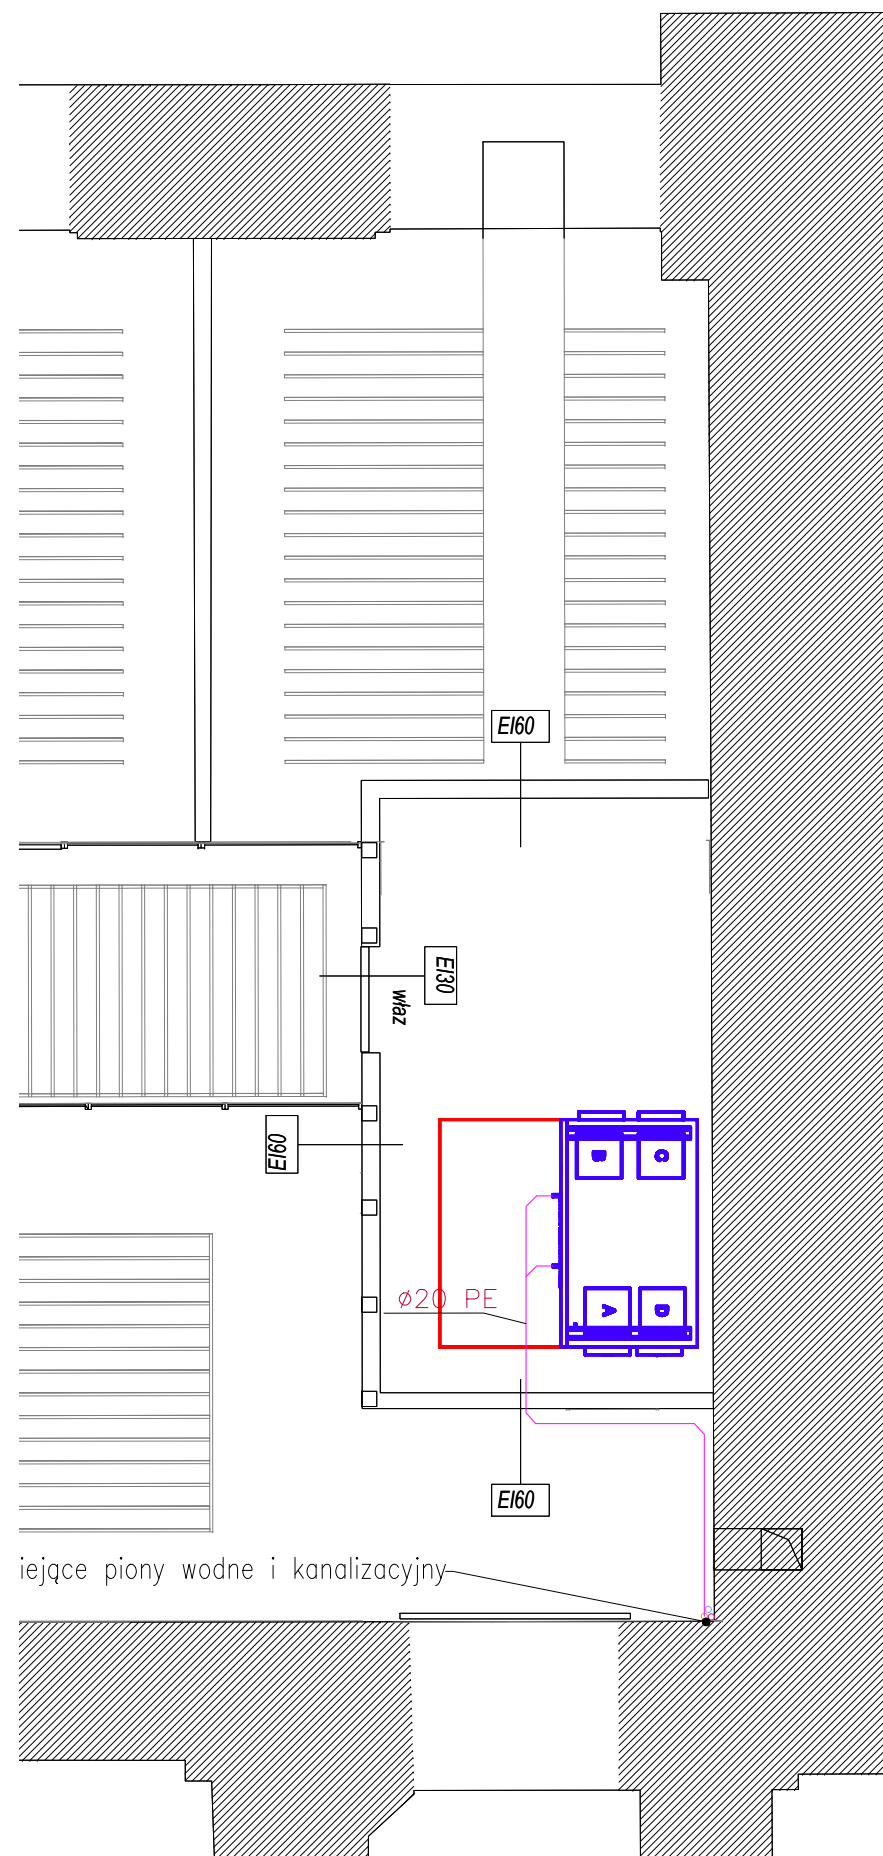 EI60
EI30
właz
EI60
B
C
A
D
ø20 PE
EI60
iejące piony wodne i kanalizacyjny